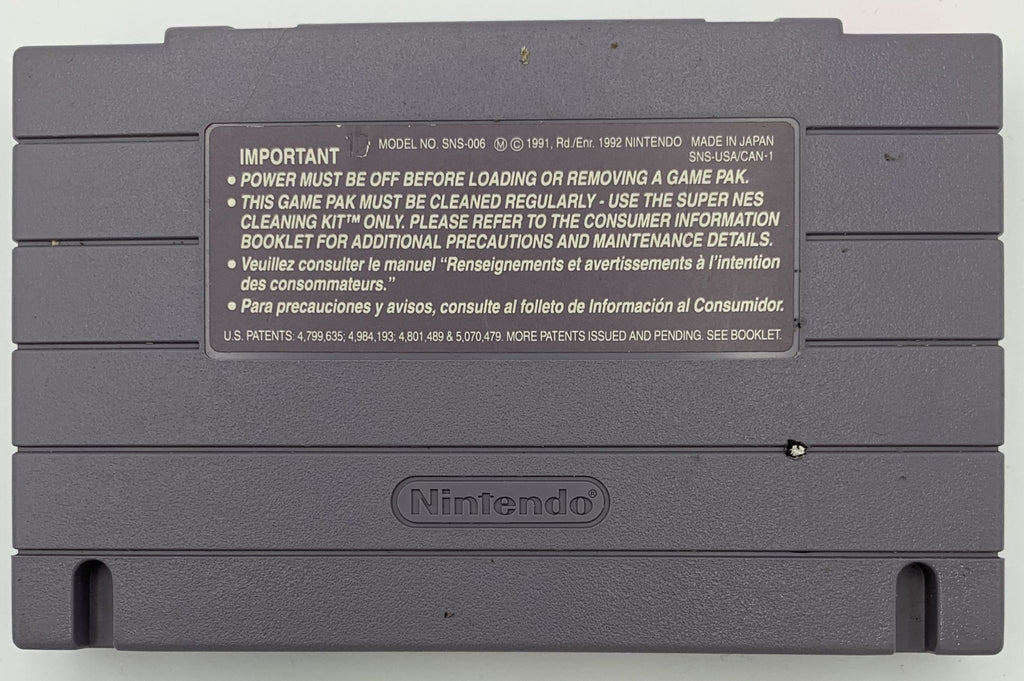 MODEL NO. SNS-006 Ⓜ © 1991, Rd./Enr. 1992 NINTENDO MADE IN JAPAN
IMPORTANT SNS-USA/CAN-1
• POWER MUST BE OFF BEFORE LOADING OR REMOVING A GAME PAK.
• THIS GAME PAK MUST BE CLEANED REGULARLY - USE THE SUPER NES
CLEANING KIT™ ONLY. PLEASE REFER TO THE CONSUMER INFORMATION
BOOKLET FOR ADDITIONAL PRECAUTIONS AND MAINTENANCE DETAILS.
• Veuillez consulter le manuel “Renseignements et avertissements à l’intention
des consommateurs.”
• Para precauciones y avisos, consulte al folleto de Información al Consumidor.
U.S. PATENTS: 4,799,635; 4,984,193; 4,801,489 & 5,070,479. MORE PATENTS ISSUED AND PENDING. SEE BOOKLET.
Nintendo®